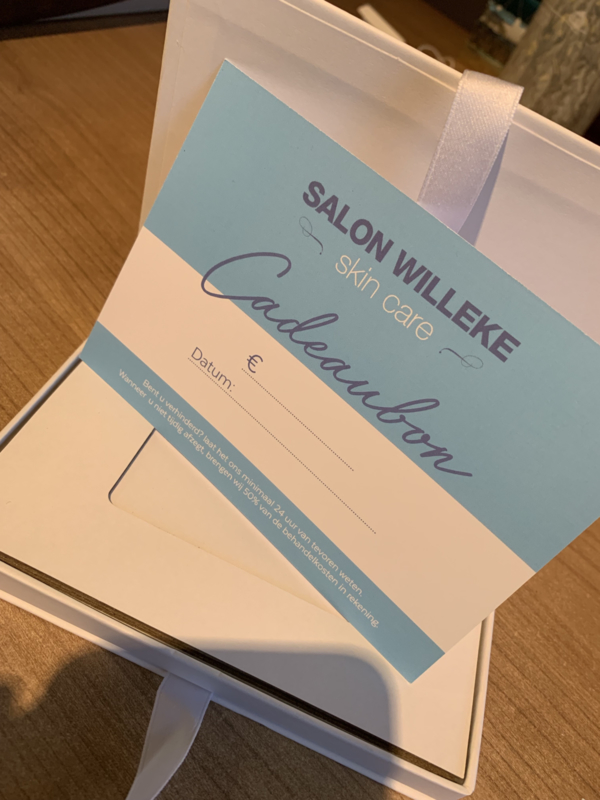 SALON WILLEKE
skin care
Cadeaubon
€
Datum:
Bent u verhinderd? laat het ons minimaal 24 uur van tevoren weten.
Wanneer u niet tijdig afzegt, brengen wij 50% van de behandelkosten in rekening.